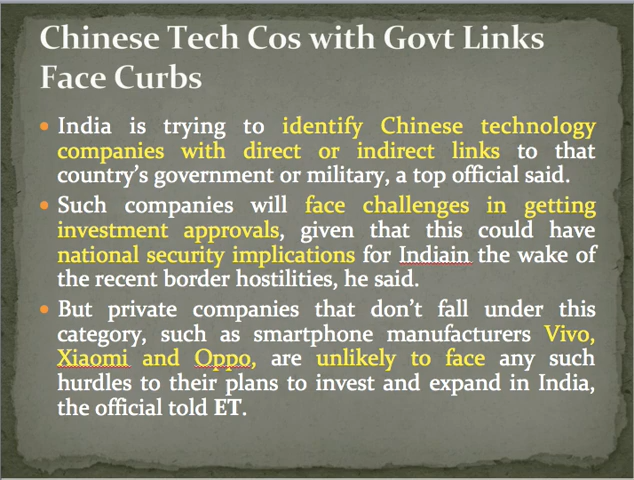 Chinese Tech Cos with Govt Links
Face Curbs
• India is trying to identify Chinese technology
companies with direct or indirect links to that
country’s government or military, a top official said.
• Such companies will face challenges in getting
investment approvals, given that this could have
national security implications for Indiain the wake of
the recent border hostilities, he said.
• But private companies that don’t fall under this
category, such as smartphone manufacturers Vivo,
Xiaomi and Oppo, are unlikely to face any such
hurdles to their plans to invest and expand in India,
the official told ET.